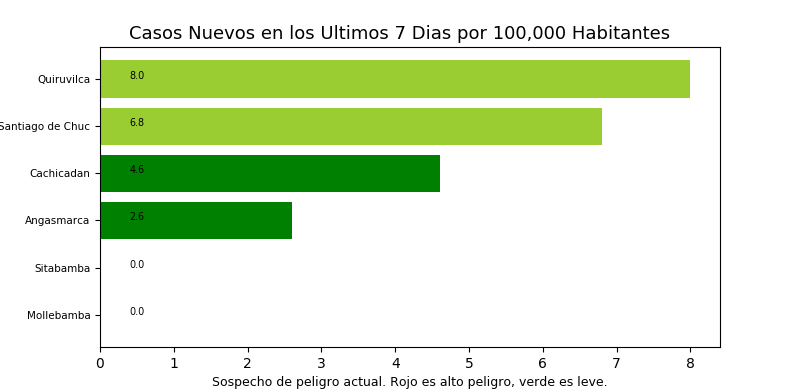 Casos Nuevos en los Ultimos 7 Dias por 100,000 Habitantes
Quiruvilca 8.0
Santiago de Chuc 6.8
Cachicadan 4.6
Angasmarca 2.6
Sitabamba 0.0
Mollebamba 0.0
0 1 2 3 4 5 6 7 8
Sospecho de peligro actual. Rojo es alto peligro, verde es leve.